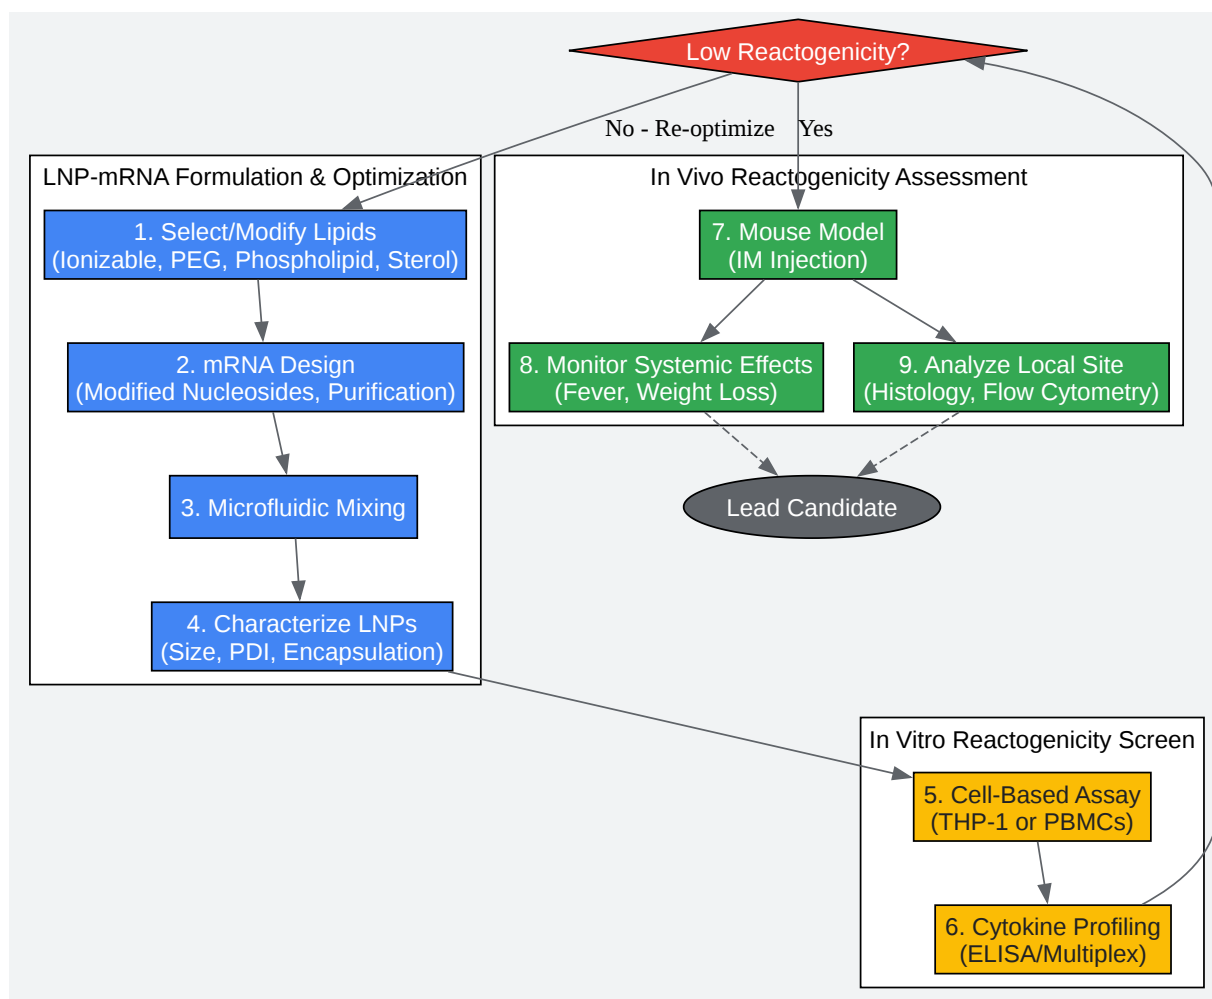 Low Reactogenicity?
No - Re-optimize
Yes
LNP-mRNA Formulation & Optimization
1. Select/Modify Lipids
(Ionizable, PEG, Phospholipid, Sterol)
2. mRNA Design
(Modified Nucleosides, Purification)
3. Microfluidic Mixing
4. Characterize LNPs
(Size, PDI, Encapsulation)
In Vivo Reactogenicity Assessment
7. Mouse Model
(IM Injection)
8. Monitor Systemic Effects
(Fever, Weight Loss)
9. Analyze Local Site
(Histology, Flow Cytometry)
Lead Candidate
In Vitro Reactogenicity Screen
5. Cell-Based Assay
(THP-1 or PBMCs)
6. Cytokine Profiling
(ELISA/Multiplex)